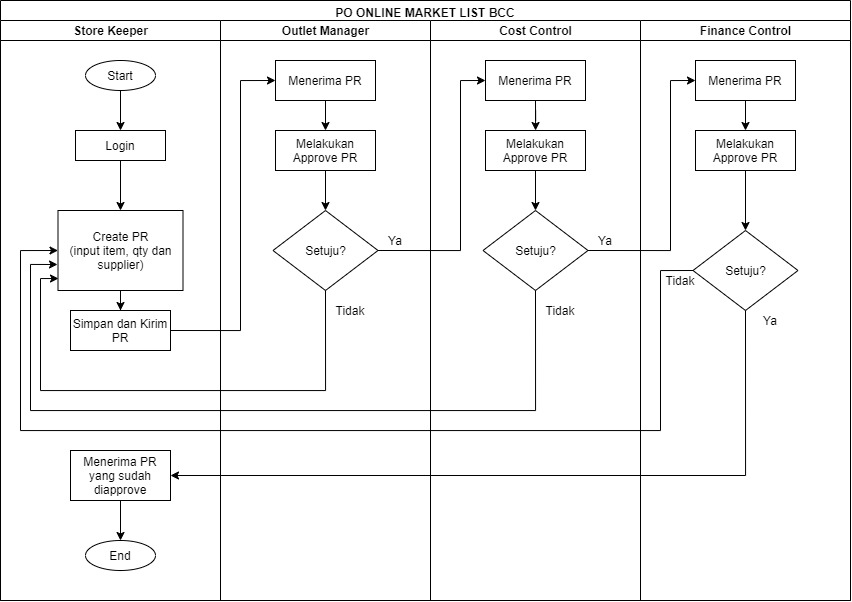 PO ONLINE MARKET LIST BCC
Store Keeper
Outlet Manager
Cost Control
Finance Control
Start
Login
Create PR
(input item, qty dan
supplier)
Simpan dan Kirim
PR
Menerima PR
yang sudah
diapprove
End
Menerima PR
Melakukan
Approve PR
Setuju?
Ya
Tidak
Menerima PR
Melakukan
Approve PR
Setuju?
Ya
Tidak
Menerima PR
Melakukan
Approve PR
Setuju?
Tidak
Ya